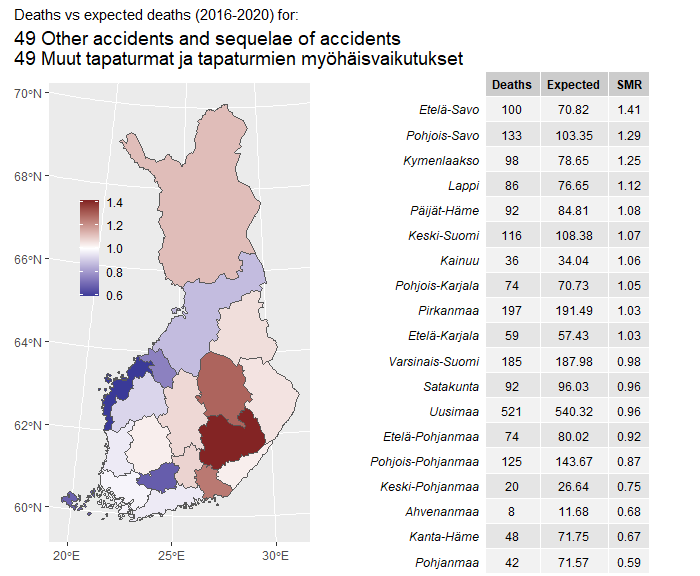 Deaths vs expected deaths (2016-2020) for:
49 Other accidents and sequelae of accidents
49 Muut tapaturmat ja tapaturmien myöhäisvaikutukset
70°N
68°N
66°N
64°N
62°N
60°N
20°E 25°E 30°E
1.4
1.2
1.0
0.8
0.6
Deaths Expected SMR
Etelä-Savo 100 70.82 1.41
Pohjois-Savo 133 103.35 1.29
Kymenlaakso 98 78.65 1.25
Lappi 86 76.65 1.12
Päijät-Häme 92 84.81 1.08
Keski-Suomi 116 108.38 1.07
Kainuu 36 34.04 1.06
Pohjois-Karjala 74 70.73 1.05
Pirkanmaa 197 191.49 1.03
Etelä-Karjala 59 57.43 1.03
Varsinais-Suomi 185 187.98 0.98
Satakunta 92 96.03 0.96
Uusimaa 521 540.32 0.96
Etelä-Pohjanmaa 74 80.02 0.92
Pohjois-Pohjanmaa 125 143.67 0.87
Keski-Pohjanmaa 20 26.64 0.75
Ahvenanmaa 8 11.68 0.68
Kanta-Häme 48 71.75 0.67
Pohjanmaa 42 71.57 0.59